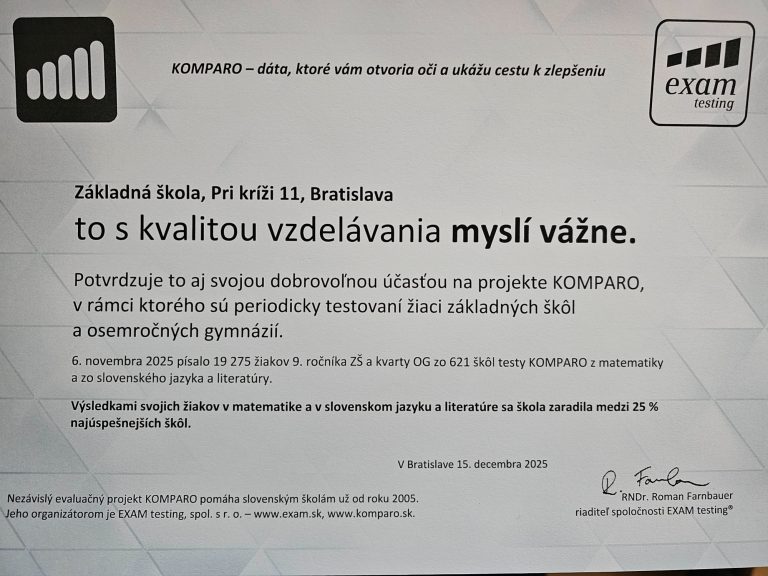 KOMPARO – dáta, ktoré vám otvoria oči a ukážu cestu k zlepšeniu
exam
testing
Základná škola, Pri kríži 11, Bratislava
to s kvalitou vzdelávania myslí vážne.
Potvrdzuje to aj svojou dobrovoľnou účasťou na projekte KOMPARO,
v rámci ktorého sú periodicky testovaní žiaci základných škôl
a osemročných gymnázií.
6. novembra 2025 písalo 19 275 žiakov 9. ročníka ZŠ a kvarty OG zo 621 škôl testy KOMPARO z matematiky
a zo slovenského jazyka a literatúry.
Výsledkami svojich žiakov v matematike a v slovenskom jazyku a literatúre sa škola zaradila medzi 25 %
najúspešnejších škôl.
V Bratislave 15. decembra 2025
R. Farnbauer
RNDr. Roman Farnbauer
riaditeľ spoločnosti EXAM testing®
Nezávislý evaluačný projekt KOMPARO pomáha slovenským školám už od roku 2005.
Jeho organizátorom je EXAM testing, spol. s r. o. – www.exam.sk, www.komparo.sk.